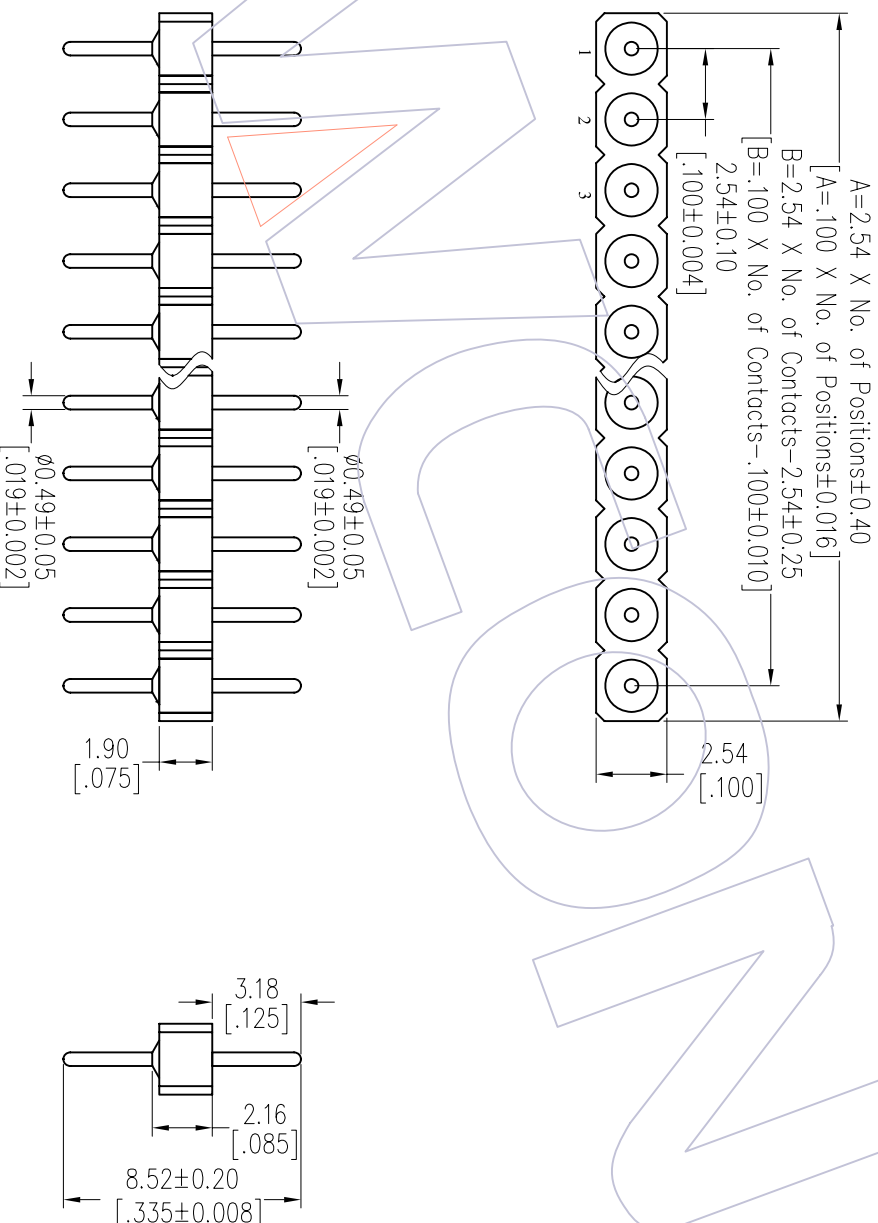 A=2.54 X No. of Positions±0.40
[A=.100 X No. of Positions±0.016]
B=2.54 X No. of Contacts-2.54±0.25
[B=.100 X No. of Contacts-.100±0.010]
2.54±0.10
[.100±0.004]
1
2
3
2.54
[.100]
ø0.49±0.05
[.019±0.002]
ø0.49±0.05
[.019±0.002]
1.90
[.075]
3.18
[.125]
2.16
[.085]
8.52±0.20
[.335±0.008]
WCON